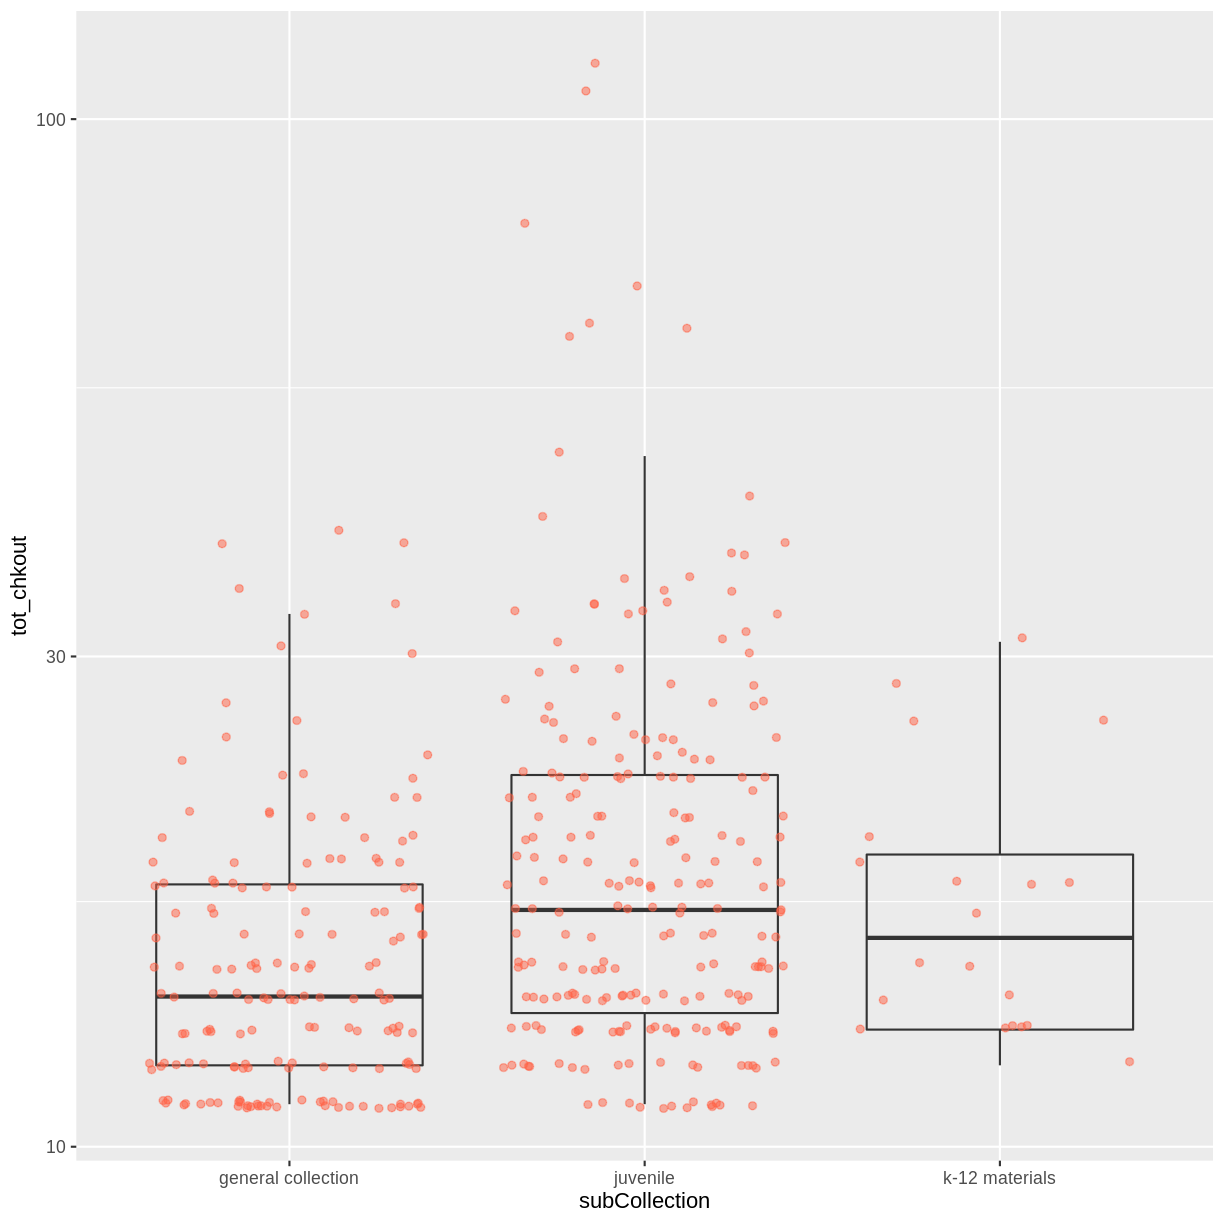 100
30
10
tot_chkout
general collection
juvenile
k-12 materials
subCollection